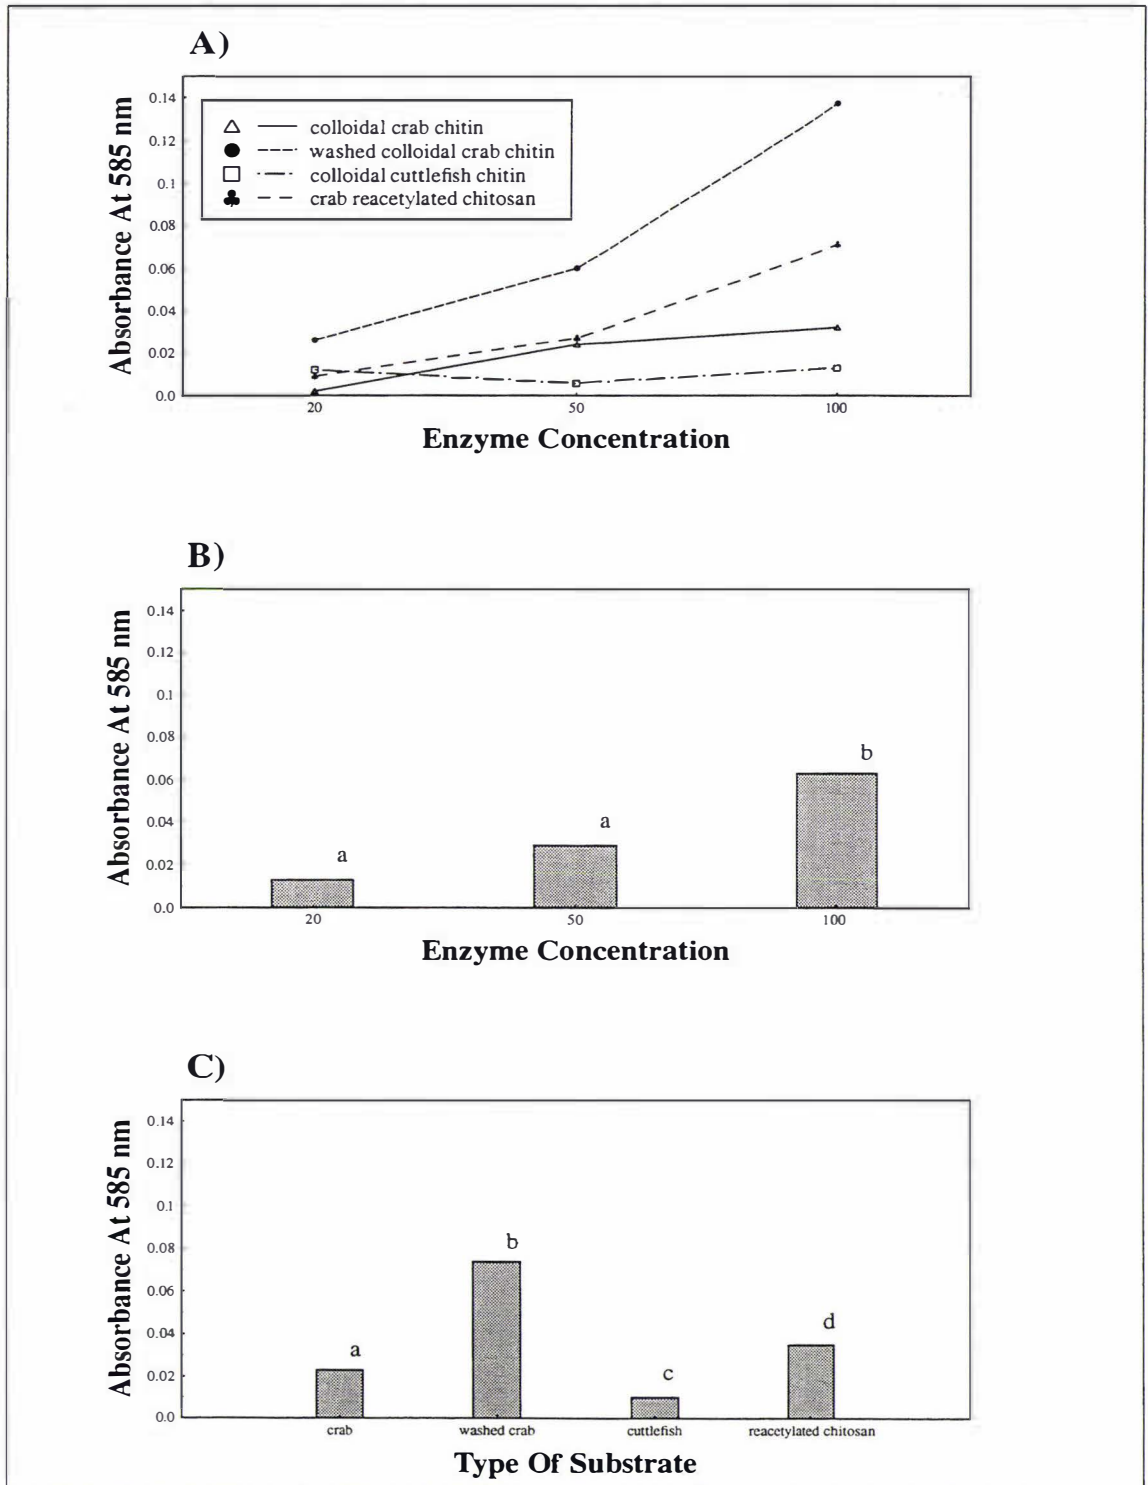 A)
Absorbance At 585 nm
0.14
0.12
0.1
0.08
0.06
0.04
0.02
0.0
colloidal crab chitin
washed colloidal crab chitin
colloidal cuttlefish chitin
crab reacetylated chitosan
20 50 100
Enzyme Concentration
B)
Absorbance At 585 nm
0.14
0.12
0.1
0.08
0.06
0.04
0.02
0.0
a a b
20 50 100
Enzyme Concentration
C)
Absorbance At 585 nm
0.14
0.12
0.1
0.08
0.06
0.04
0.02
0.0
a b c d
crab washed crab cuttlefish reacetylated chitosan
Type Of Substrate